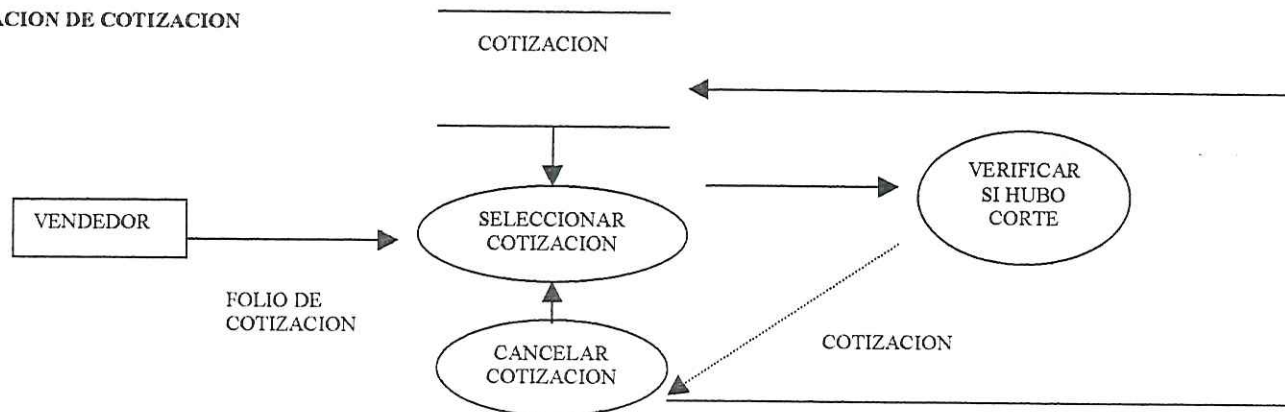 ACION DE COTIZACION
COTIZACION
VERIFICAR
SI HUBO
CORTE
VENDEDOR
SELECCIONAR
COTIZACION
FOLIO DE
COTIZACION
CANCELAR
COTIZACION
COTIZACION